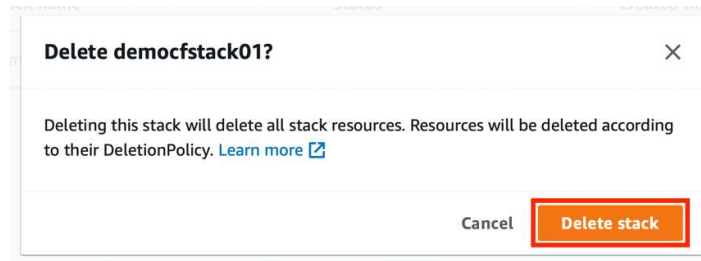 Delete democfstack01?
Deleting this stack will delete all stack resources. Resources will be deleted according
to their DeletionPolicy. Learn more
Cancel
Delete stack